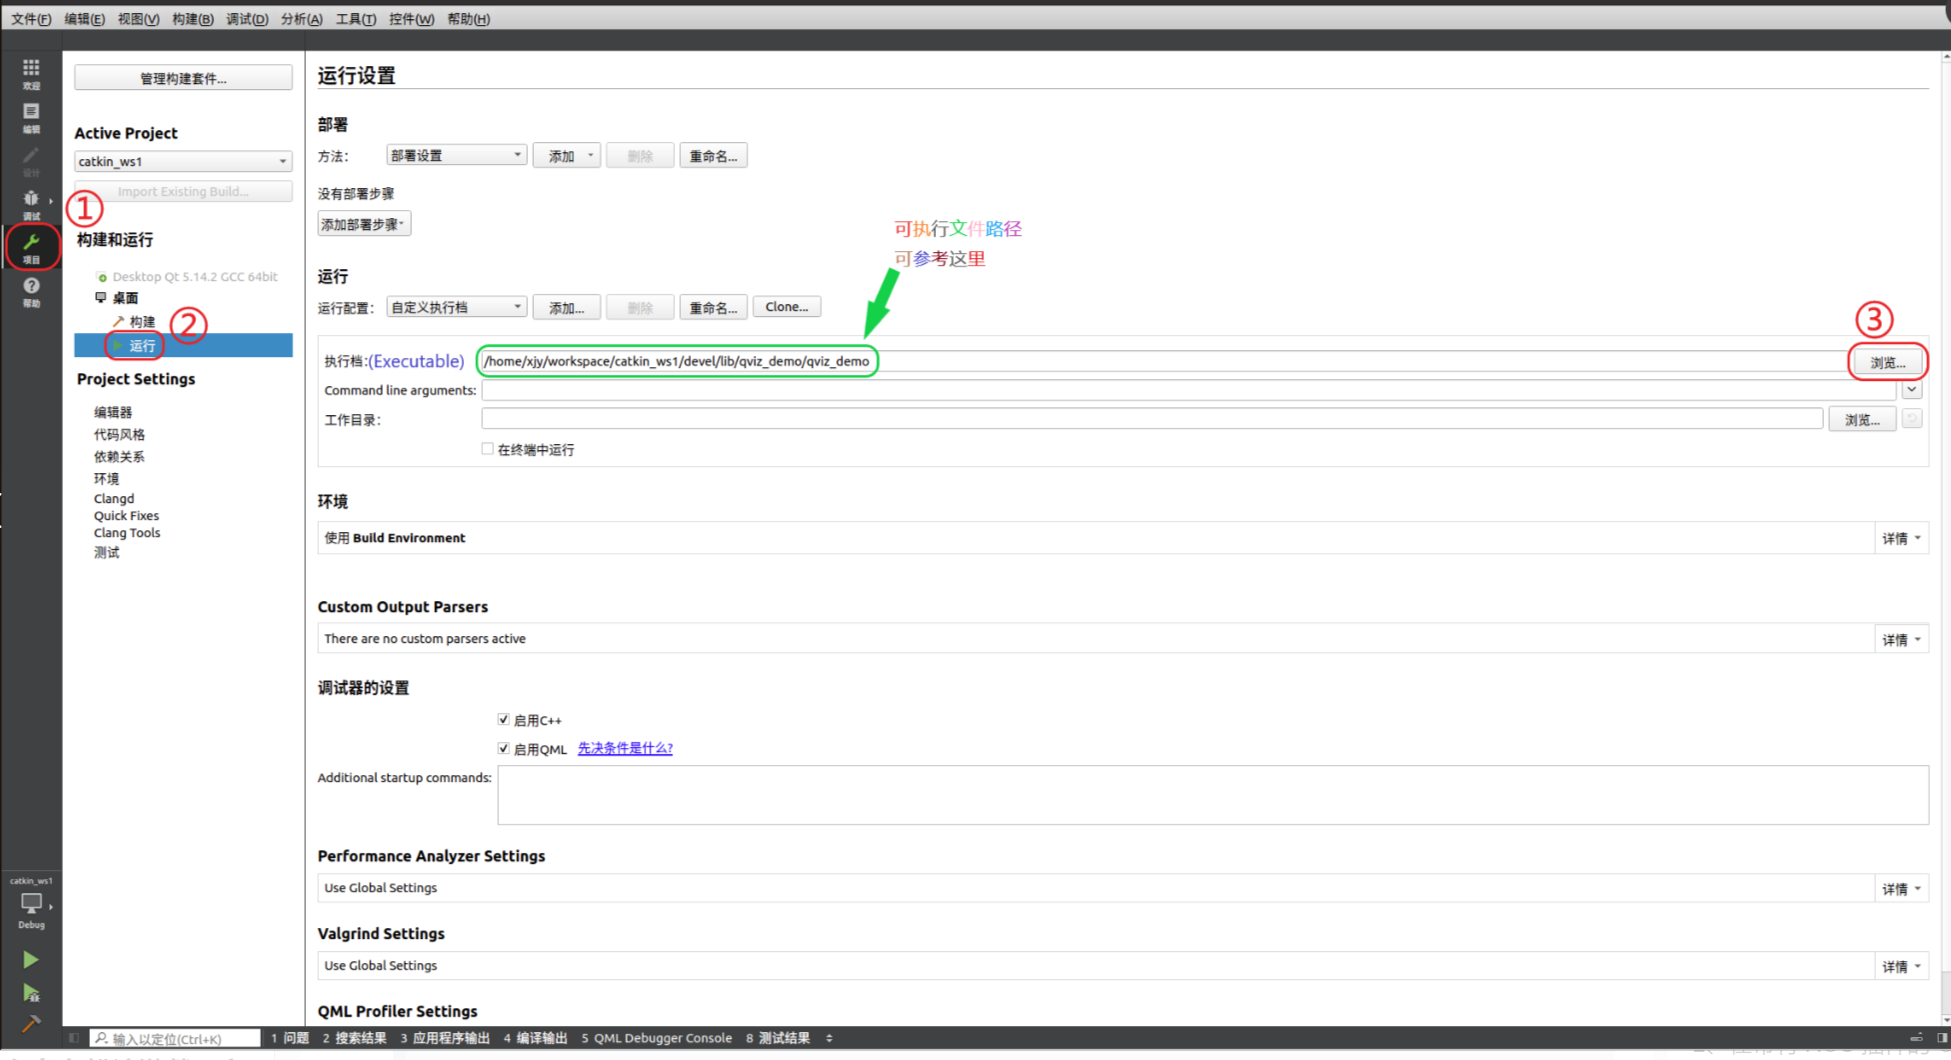 文件(F) 编辑(E) 视图(V) 构建(B) 调试(D) 分析(A) 工具(T) 控件(W) 帮助(H)
欢迎
编辑
设计
调试
项目
帮助
管理构建套件...
Active Project
catkin_ws1
Import Existing Build...
①
构建和运行
Desktop Qt 5.14.2 GCC 64bit
桌面
构建
②
运行
Project Settings
编辑器
代码风格
依赖关系
环境
Clangd
Quick Fixes
Clang Tools
测试
运行设置
部署
方法： 部署设置 添加 删除 重命名...
没有部署步骤
添加部署步骤
可执行文件路径
可参考这里
运行
运行配置： 自定义执行档 添加... 删除 重命名... Clone...
③
执行档:(Executable) /home/xjy/workspace/catkin_ws1/devel/lib/qviz_demo/qviz_demo 浏览...
Command line arguments:
工作目录： 浏览...
在终端中运行
环境
使用 Build Environment 详情
Custom Output Parsers
There are no custom parsers active 详情
调试器的设置
启用C++
启用QML 先决条件是什么?
Additional startup commands:
Performance Analyzer Settings
Use Global Settings 详情
Valgrind Settings
Use Global Settings 详情
QML Profiler Settings
catkin_ws1
Debug
输入以定位(Ctrl+K) 1 问题 2 搜索结果 3 应用程序输出 4 编译输出 5 QML Debugger Console 8 测试结果